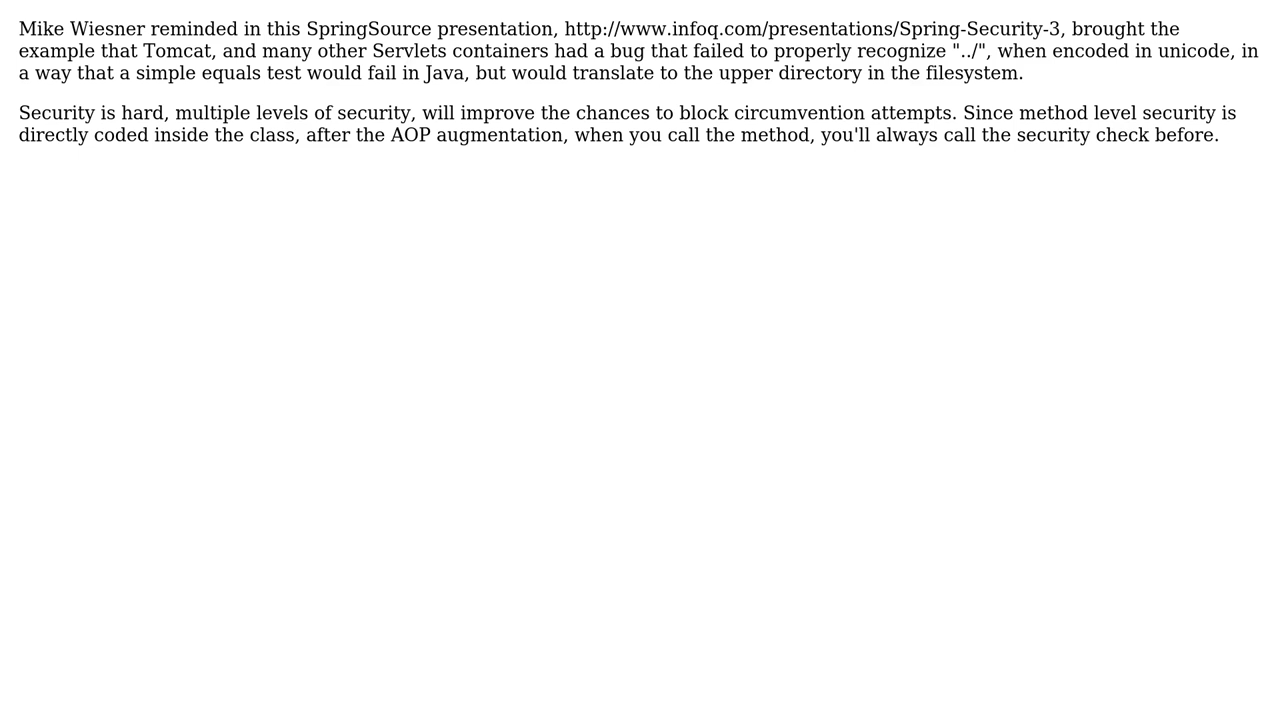 Mike Wiesner reminded in this SpringSource presentation, http://www.infoq.com/presentations/Spring-Security-3, brought the
example that Tomcat, and many other Servlets containers had a bug that failed to properly recognize "../", when encoded in unicode, in
a way that a simple equals test would fail in Java, but would translate to the upper directory in the filesystem.
Security is hard, multiple levels of security, will improve the chances to block circumvention attempts. Since method level security is
directly coded inside the class, after the AOP augmentation, when you call the method, you'll always call the security check before.